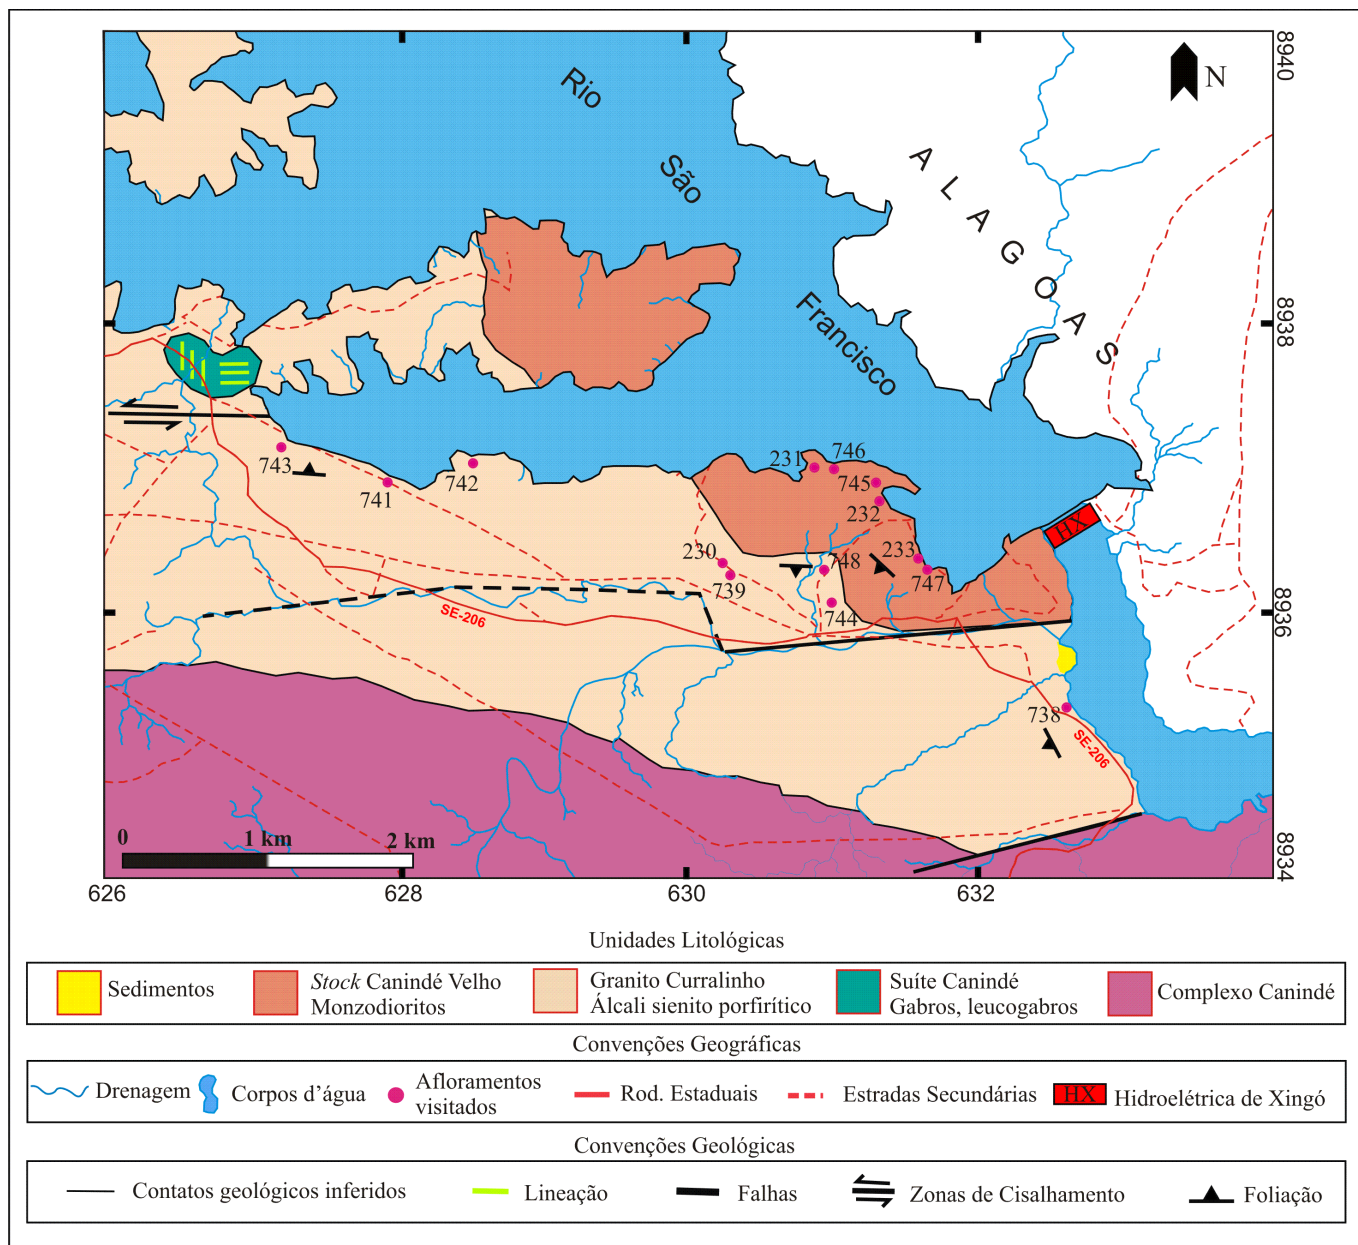 8940
N
Rio
São
Francisco
ALAGOAS
8938
743
741
742
231
746
745
232
230
739
748
233
747
744
HX
SE-206
8936
738
SE-206
0 1 km 2 km
8934
626 628 630 632
Unidades Litológicas
Sedimentos
Stock Canindé Velho
Monzodioritos
Granito Curralinho
Álcali sienito porfirítico
Suíte Canindé
Gabros, leucogabros
Complexo Canindé
Convenções Geográficas
Drenagem
Corpos d'água
Afloramentos
visitados
Rod. Estaduais
Estradas Secundárias
HX
Hidroelétrica de Xingó
Convenções Geológicas
Contatos geológicos inferidos
Lineação
Falhas
Zonas de Cisalhamento
Foliação